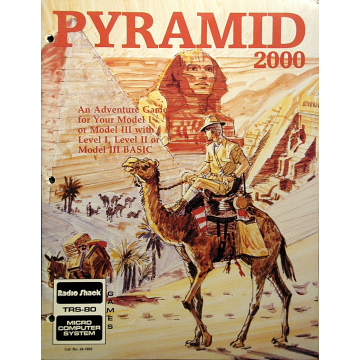 PYRAMID
2000
An Adventure Game
for Your Model I
or Model III with
Level I, Level II or
Model III BASIC
Radio Shack
TRS-80
MICRO
COMPUTER
SYSTEM
GAMES